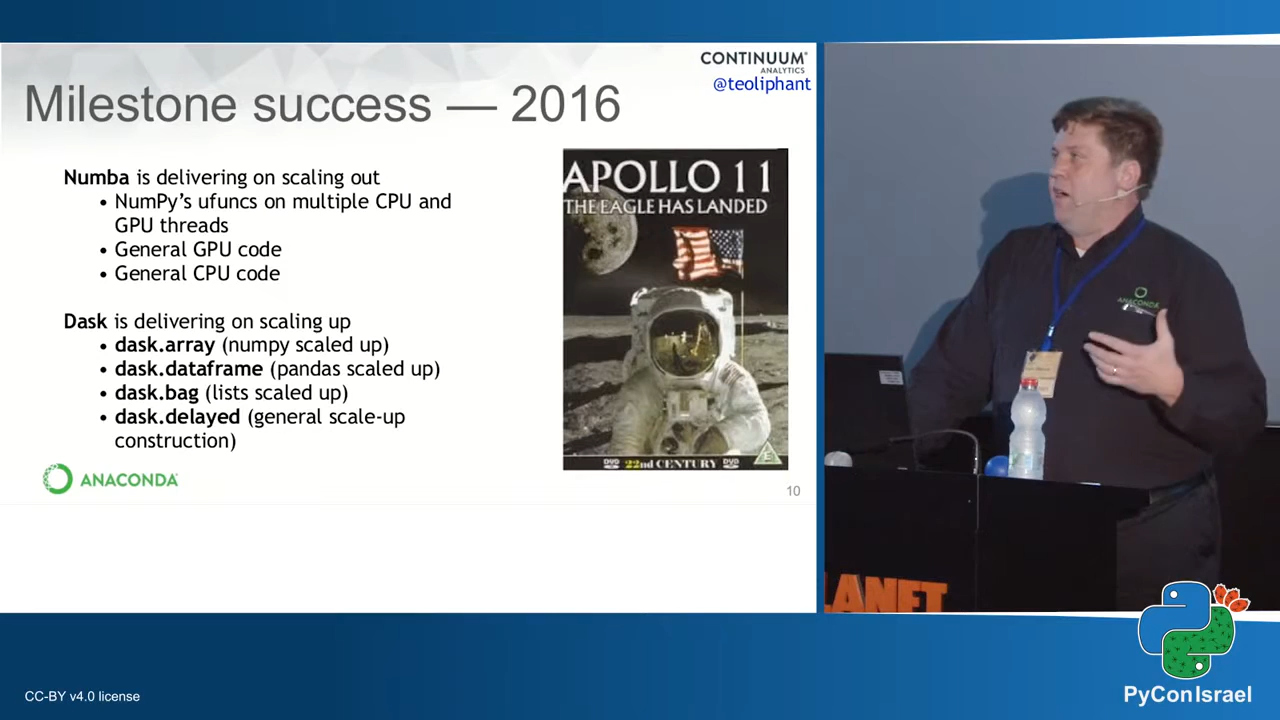 CONTINUUM
ANALYTICS
@teoliphant
Milestone success — 2016
Numba is delivering on scaling out
• NumPy's ufuncs on multiple CPU and
GPU threads
• General GPU code
• General CPU code
Dask is delivering on scaling up
• dask.array (numpy scaled up)
• dask.dataframe (pandas scaled up)
• dask.bag (lists scaled up)
• dask.delayed (general scale-up
construction)
APOLLO 11
THE EAGLE HAS LANDED
DVD 22nd CENTURY DVD
E
ANACONDA
10
ANACONDA
LANET
PyConIsrael
CC-BY v4.0 license